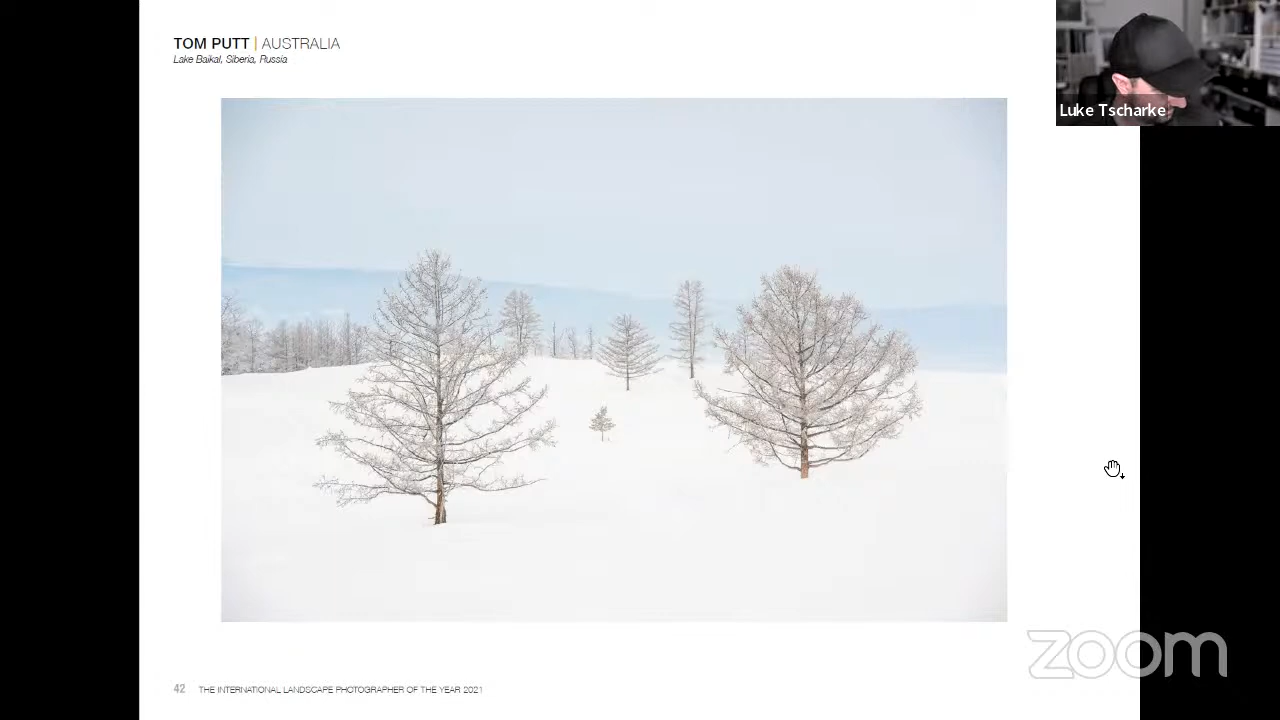 TOM PUTT | AUSTRALIA
Lake Baikal, Siberia, Russia
Luke Tscharke
zoom
42 THE INTERNATIONAL LANDSCAPE PHOTOGRAPHER OF THE YEAR 2021